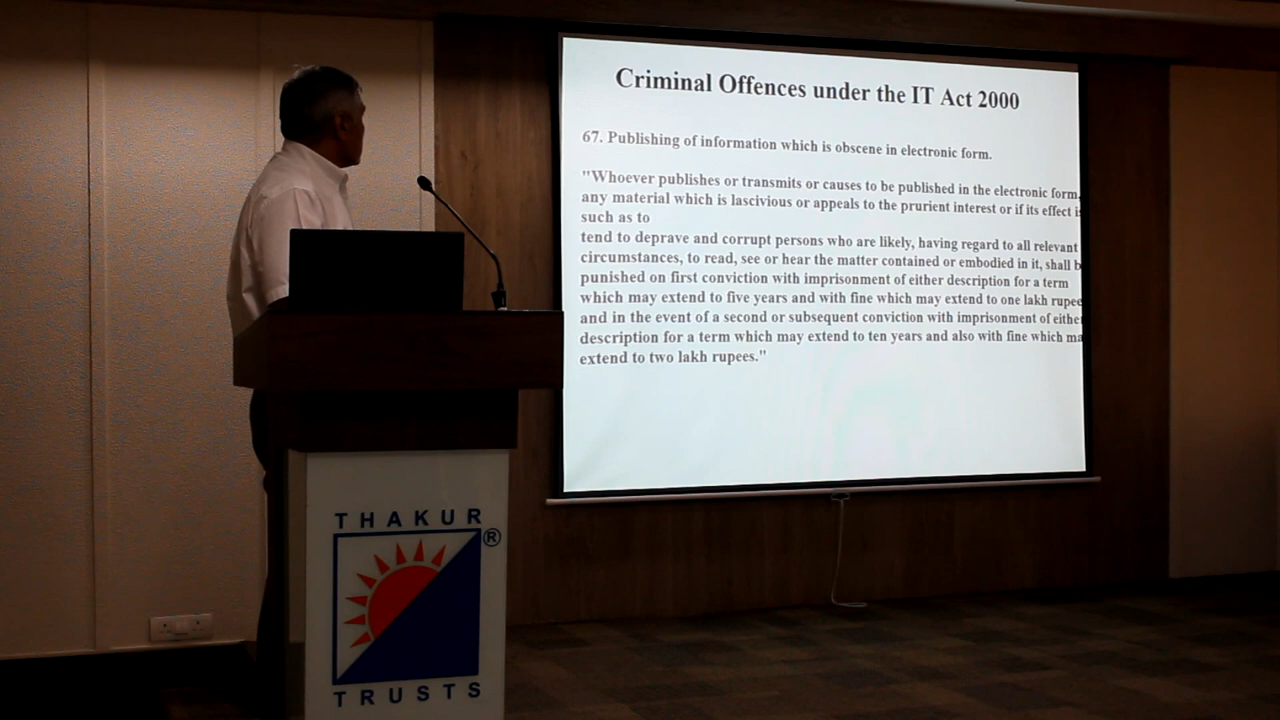 Criminal Offences under the IT Act 2000
67. Publishing of information which is obscene in electronic form.
"Whoever publishes or transmits or causes to be published in the electronic form,
any material which is lascivious or appeals to the prurient interest or if its effect i
such as to
tend to deprave and corrupt persons who are likely, having regard to all relevant
circumstances, to read, see or hear the matter contained or embodied in it, shall b
punished on first conviction with imprisonment of either description for a term
which may extend to five years and with fine which may extend to one lakh rupee
and in the event of a second or subsequent conviction with imprisonment of either
description for a term which may extend to ten years and also with fine which ma
extend to two lakh rupees."
THAKUR
®
TRUSTS